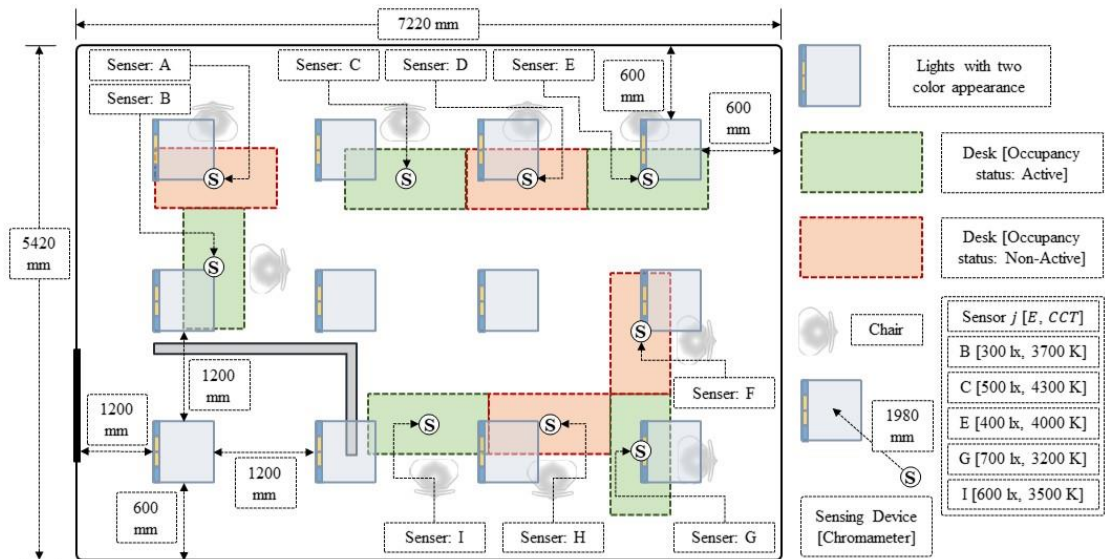 7220 mm
Senser: A
Senser: B
Senser: C
Senser: D
Senser: E
600
mm
600
mm
5420
mm
S
S
S
S
S
S
S
S
S
1200
mm
1200
mm
1200
mm
600
mm
Senser: F
Senser: I
Senser: H
Senser: G
Lights with two
color appearance
Desk [Occupancy
status: Active]
Desk [Occupancy
status: Non-Active]
Chair
1980
mm
S
Sensing Device
[Chromameter]
Sensor j [E, CCT]
B [300 lx, 3700 K]
C [500 lx, 4300 K]
E [400 lx, 4000 K]
G [700 lx, 3200 K]
I [600 lx, 3500 K]